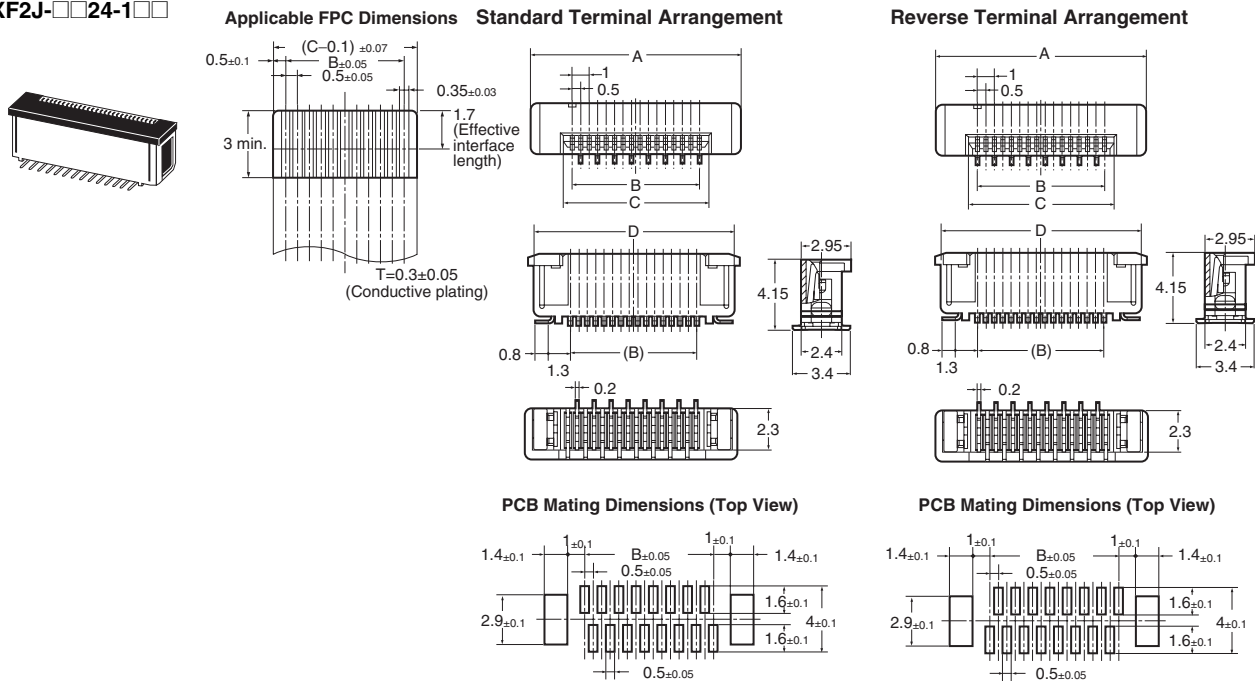 XF2J-□□24-1□□
Applicable FPC Dimensions
(C–0.1) ±0.07
0.5±0.1
B±0.05
0.5±0.05
0.35±0.03
1.7
(Effective
interface
length)
3 min.
T=0.3±0.05
(Conductive plating)
Standard Terminal Arrangement
A
1
0.5
B
C
D
2.95
4.15
0.8
1.3
(B)
2.4
3.4
0.2
2.3
PCB Mating Dimensions (Top View)
1.4±0.1
1±0.1
B±0.05
0.5±0.05
1±0.1
1.4±0.1
2.9±0.1
1.6±0.1
4±0.1
1.6±0.1
0.5±0.05
Reverse Terminal Arrangement
A
1
0.5
B
C
D
2.95
4.15
0.8
1.3
(B)
2.4
3.4
0.2
2.3
PCB Mating Dimensions (Top View)
1.4±0.1
1±0.1
B±0.05
0.5±0.05
1±0.1
1.4±0.1
2.9±0.1
1.6±0.1
4±0.1
1.6±0.1
0.5±0.05